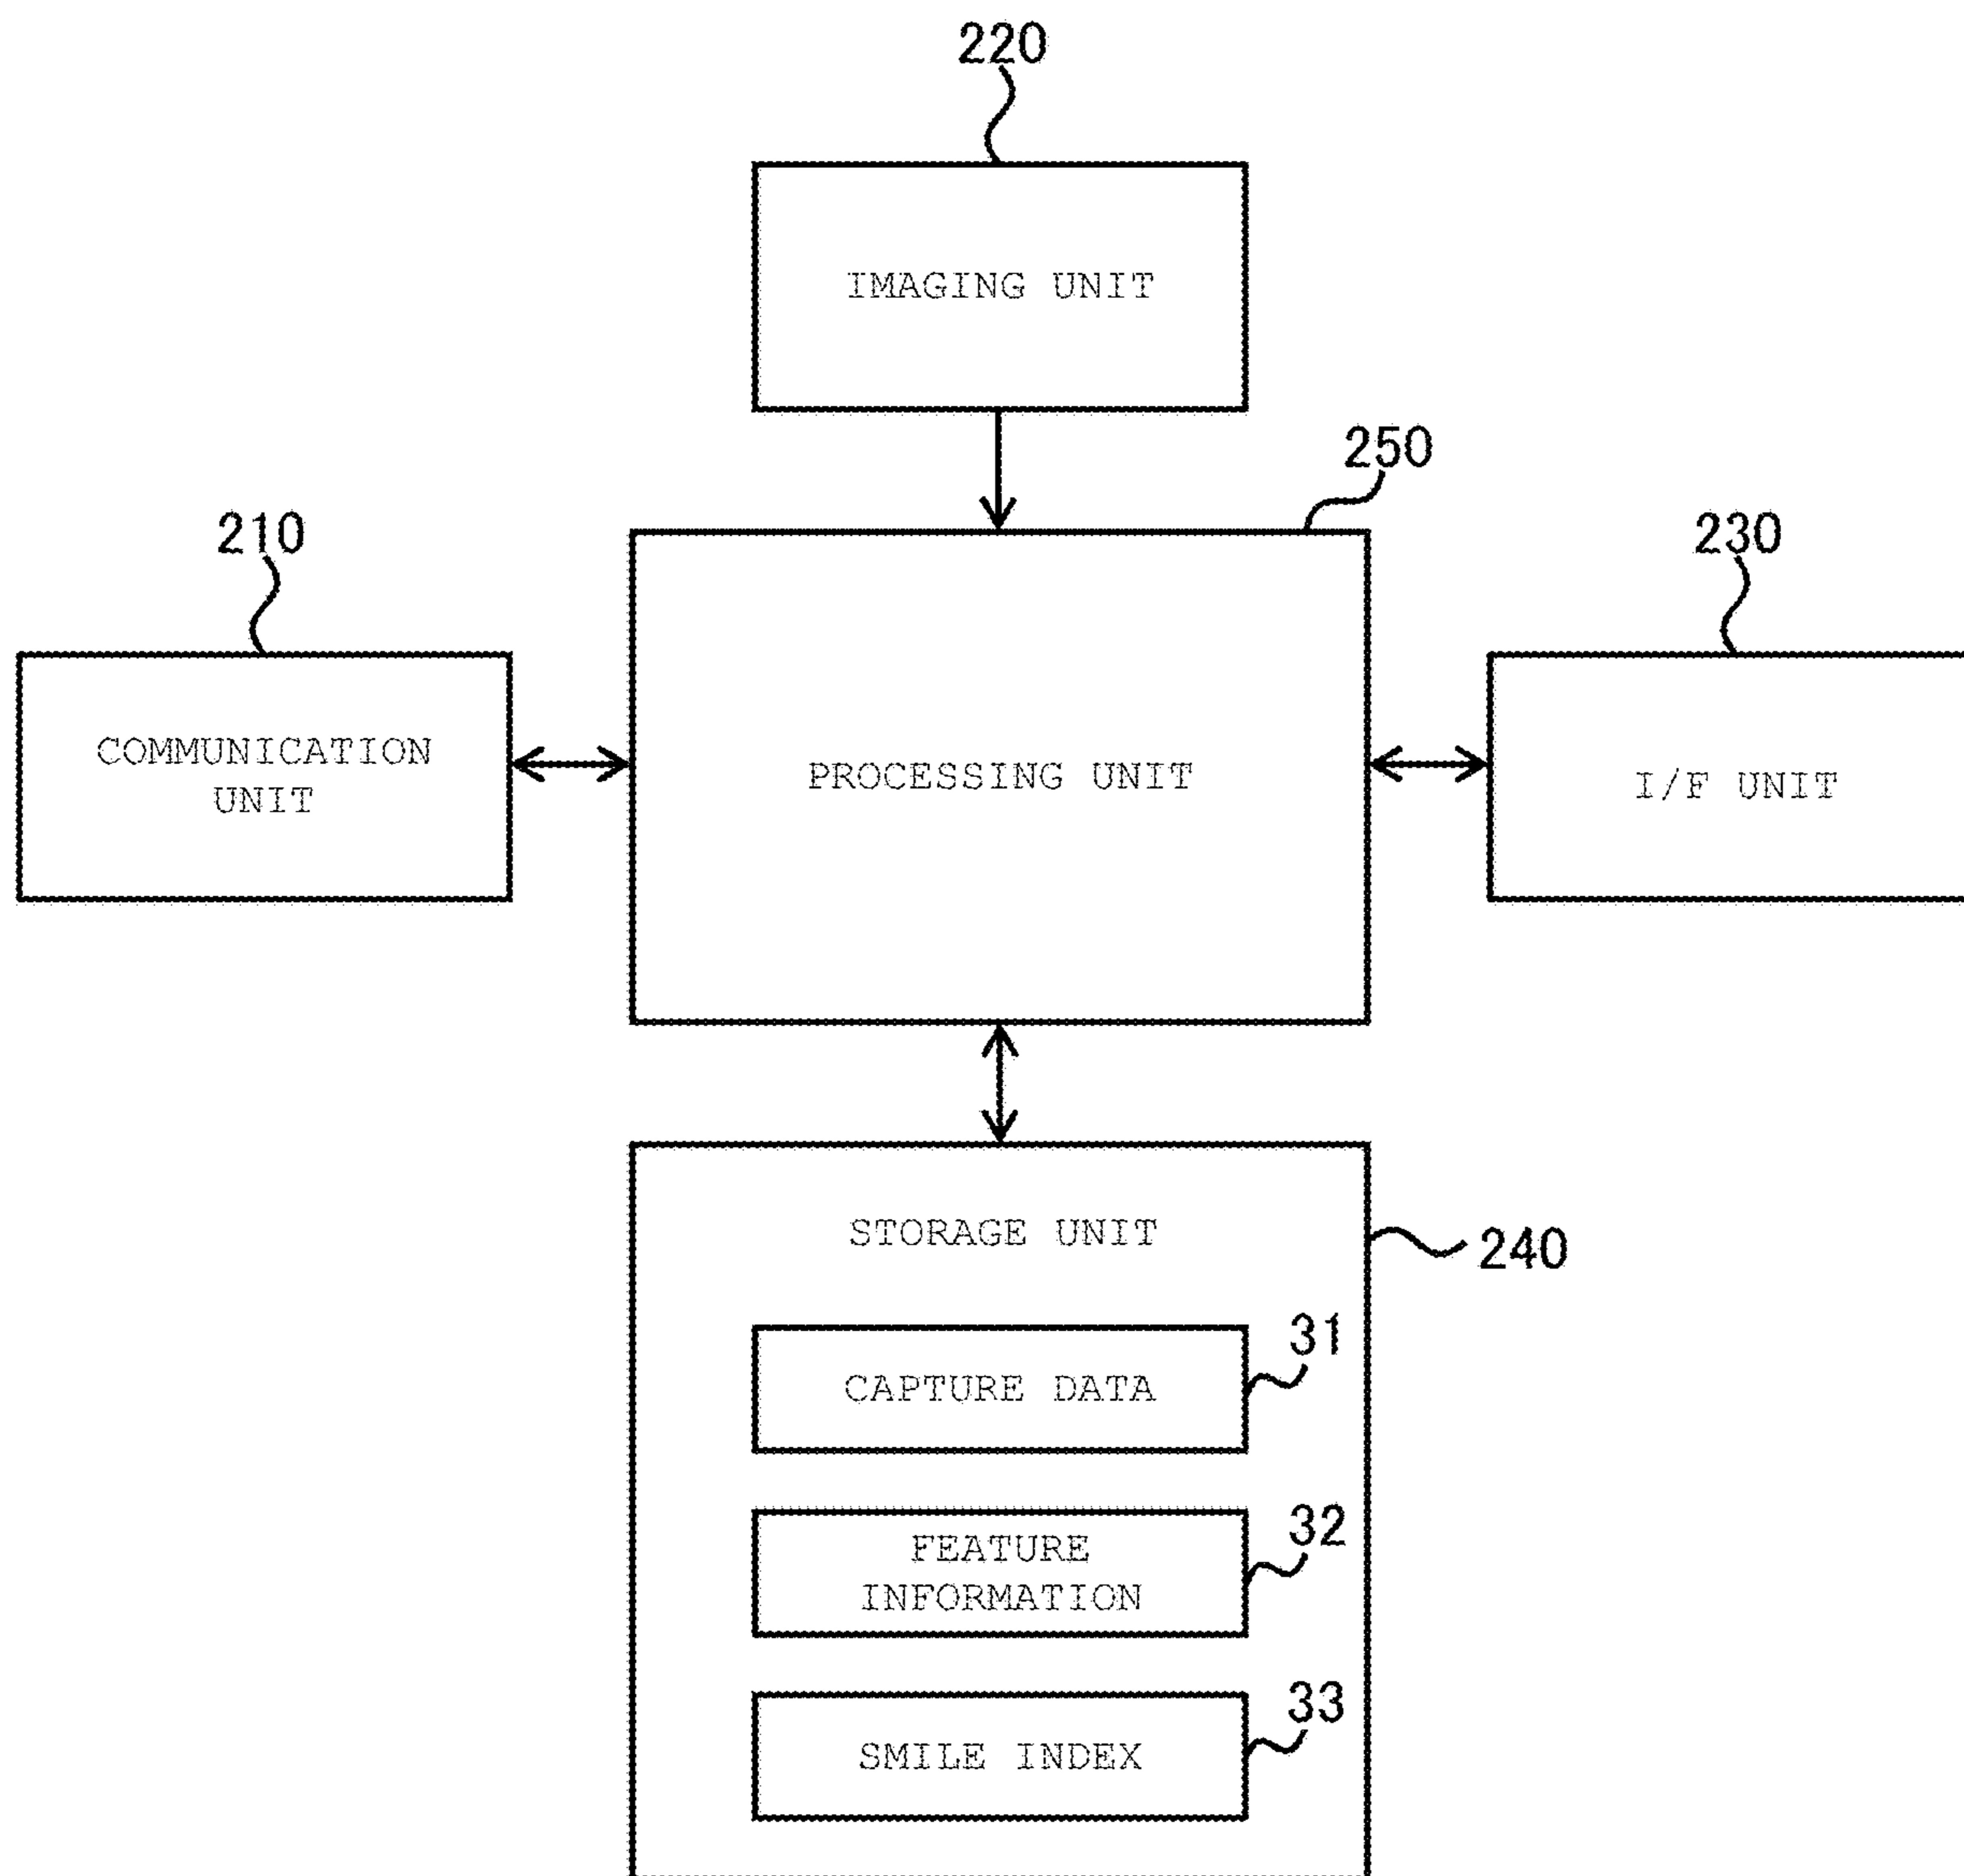 220
IMAGING UNIT
250
210
230
COMMUNICATION
UNIT
PROCESSING UNIT
I/F UNIT
STORAGE UNIT
240
31
CAPTURE DATA
32
FEATURE
INFORMATION
33
SMILE INDEX